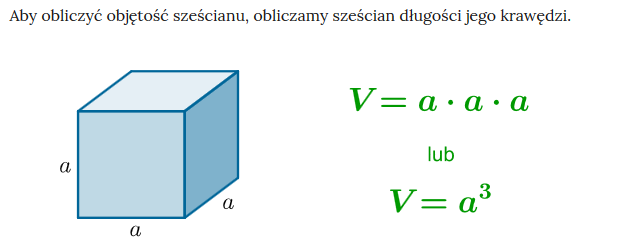 Aby obliczyć objętość sześcianu, obliczamy sześcian długości jego krawędzi.
V = a · a · a
lub
V = a³
a
a
a